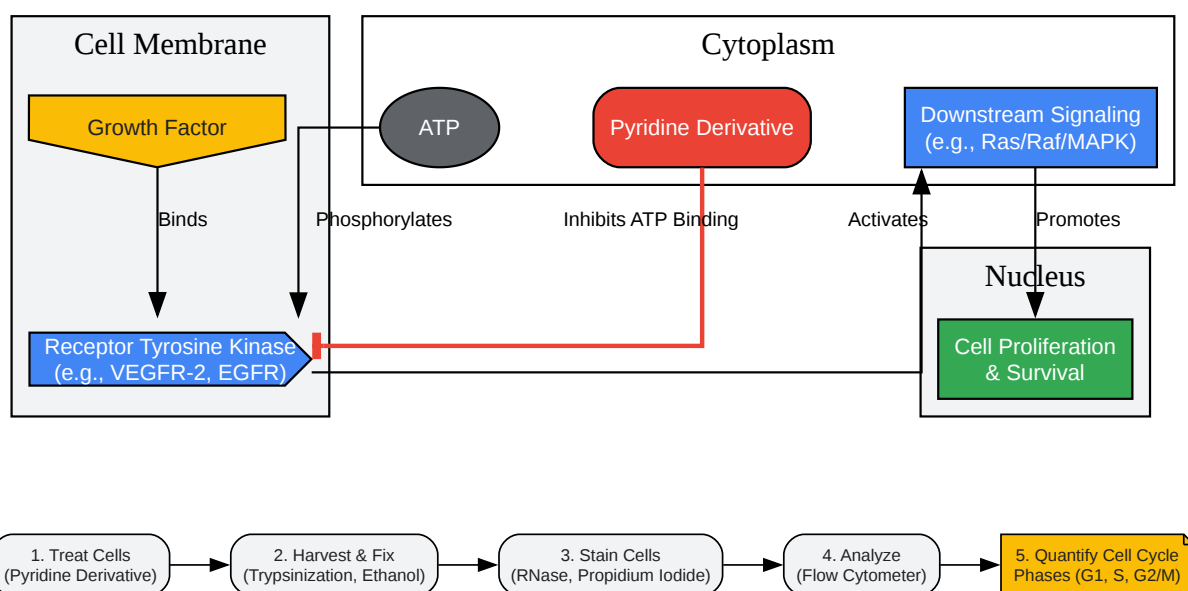 Cell Membrane
Cytoplasm
Growth Factor
ATP
Pyridine Derivative
Downstream Signaling
(e.g., Ras/Raf/MAPK)
Binds
Phosphorylates
Inhibits ATP Binding
Activates
Promotes
Nucleus
Receptor Tyrosine Kinase
(e.g., VEGFR-2, EGFR)
Cell Proliferation
& Survival
1. Treat Cells
(Pyridine Derivative)
2. Harvest & Fix
(Trypsinization, Ethanol)
3. Stain Cells
(RNase, Propidium Iodide)
4. Analyze
(Flow Cytometer)
5. Quantify Cell Cycle
Phases (G1, S, G2/M)